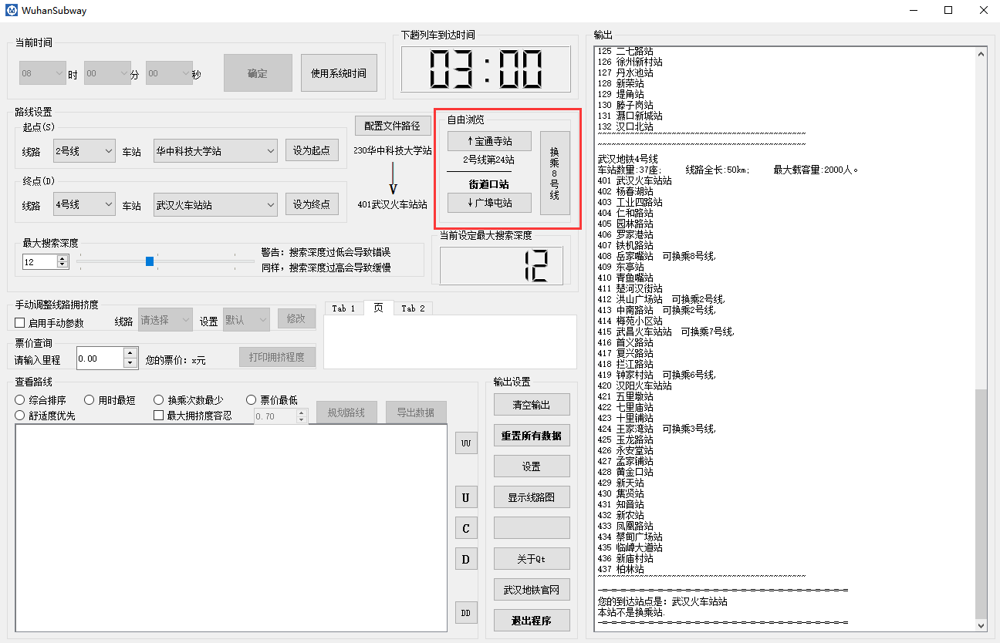 WuhanSubway
当前时间
08 时 00 分 00 秒
确定
使用系统时间
下趟列车到达时间
03:00
路线设置
起点(S)
线路 2号线 车站 华中科技大学站 设为起点
终点(D)
线路 4号线 车站 武汉火车站站 设为终点
配置文件路径
230华中科技大学站
V
401武汉火车站站
自由浏览
↑宝通寺站
2号线第24站
街道口站
↓广埠屯站
换乘8号线
最大搜索深度
12
警告: 搜索深度过低会导致错误
同样, 搜索深度过高会导致缓慢
当前设定最大搜索深度
12
手动调整线路拥挤度
启用手动参数 线路 请选择 设置 默认 修改
票价查询
请输入里程 0.00 您的票价: x元 打印拥挤程度
Tab 1 页 Tab 2
查看路线
综合排序 用时最短 换乘次数最少 票价最低
舒适度优先 最大拥挤度容忍 0.70 规划路线 导出数据
UU
U
C
D
DD
输出设置
清空输出
重置所有数据
设置
显示线路图
关于Qt
武汉地铁官网
退出程序
输出
125 二七路站
126 徐州新村站
127 丹水池站
128 新荣站
129 堤角站
130 滕子岗站
131 滠口新城站
132 汉口北站
~~~~~~~~~~~~~~~~~~~~~~~~~~~~~~~~~~~~~~~~~~~~~
~~~~~~~~~~~~~~~~~~~~~~~~~~~~~~~~~~~~~~~~~~~~~
武汉地铁4号线
车站数量:37座; 线路全长:50km; 最大载客量:2000人。
401 武汉火车站站
402 杨春湖站
403 工业四路站
404 仁和路站
405 园林路站
406 罗家港站
407 铁机路站
408 岳家嘴站 可换乘8号线,
409 东亭站
410 青鱼嘴站
411 楚河汉街站
412 洪山广场站 可换乘2号线,
413 中南路站 可换乘2号线,
414 梅苑小区站
415 武昌火车站站 可换乘7号线,
416 首义路站
417 复兴路站
418 拦江路站
419 钟家村站 可换乘6号线,
420 汉阳火车站站
421 五里墩站
422 七里庙站
423 十里铺站
424 王家湾站 可换乘3号线,
425 玉龙路站
426 永安堂站
427 孟家铺站
428 黄金口站
429 新天站
430 集贤站
431 知音站
432 新农站
433 凤凰路站
434 蔡甸广场站
435 临嶂大道站
436 新庙村站
437 柏林站
~~~~~~~~~~~~~~~~~~~~~~~~~~~~~~~~~~~~~~~~~~~~~
-=-=-=-=-=-=-=-=-=-=-=-=-=-=-=-=-=-=-=-=-=-=-=-=-=-=-=
您的到达站点是: 武汉火车站站
本站不是换乘站.
-=-=-=-=-=-=-=-=-=-=-=-=-=-=-=-=-=-=-=-=-=-=-=-=-=-=-=